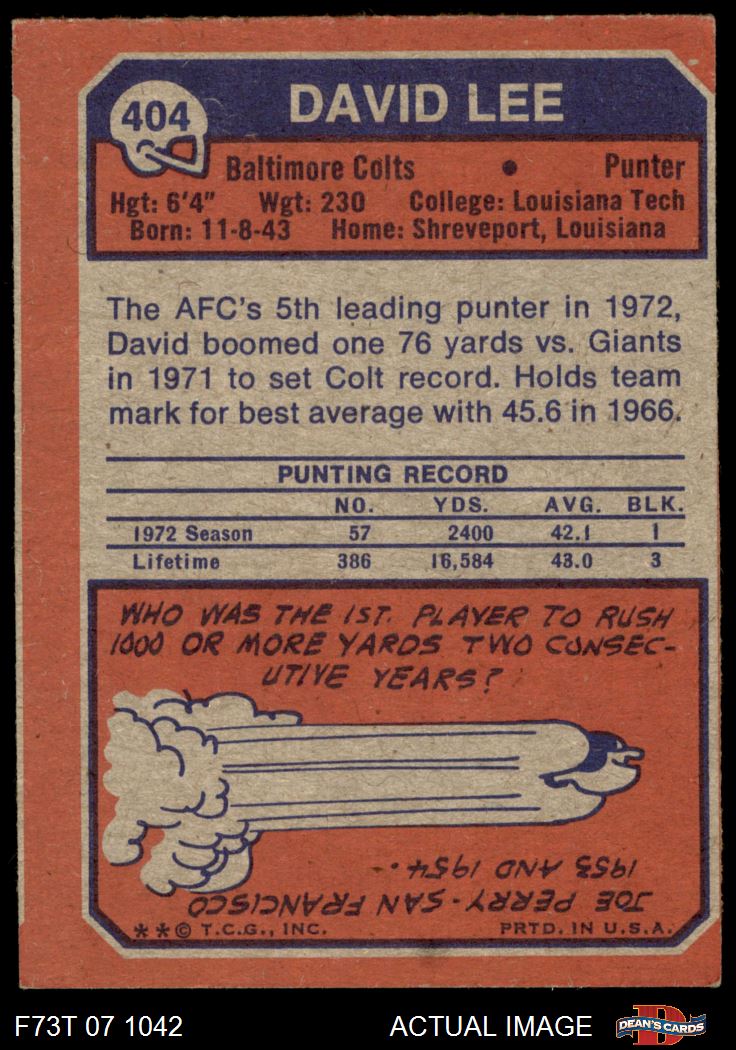 404
DAVID LEE
Baltimore Colts • Punter
Hgt: 6'4" Wgt: 230 College: Louisiana Tech
Born: 11-8-43 Home: Shreveport, Louisiana
The AFC's 5th leading punter in 1972,
David boomed one 76 yards vs. Giants
in 1971 to set Colt record. Holds team
mark for best average with 45.6 in 1966.
PUNTING RECORD
NO. YDS. AVG. BLK.
1972 Season 57 2400 42.1 1
Lifetime 386 16,584 43.0 3
WHO WAS THE 1ST. PLAYER TO RUSH
1000 OR MORE YARDS TWO CONSEC-
UTIVE YEARS?
JOE PERRY-SAN FRANCISCO
1953 AND 1954.
**© T.C.G., INC. PRTD. IN U.S.A.
F73T 07 1042 ACTUAL IMAGE
D
DEAN'S CARDS